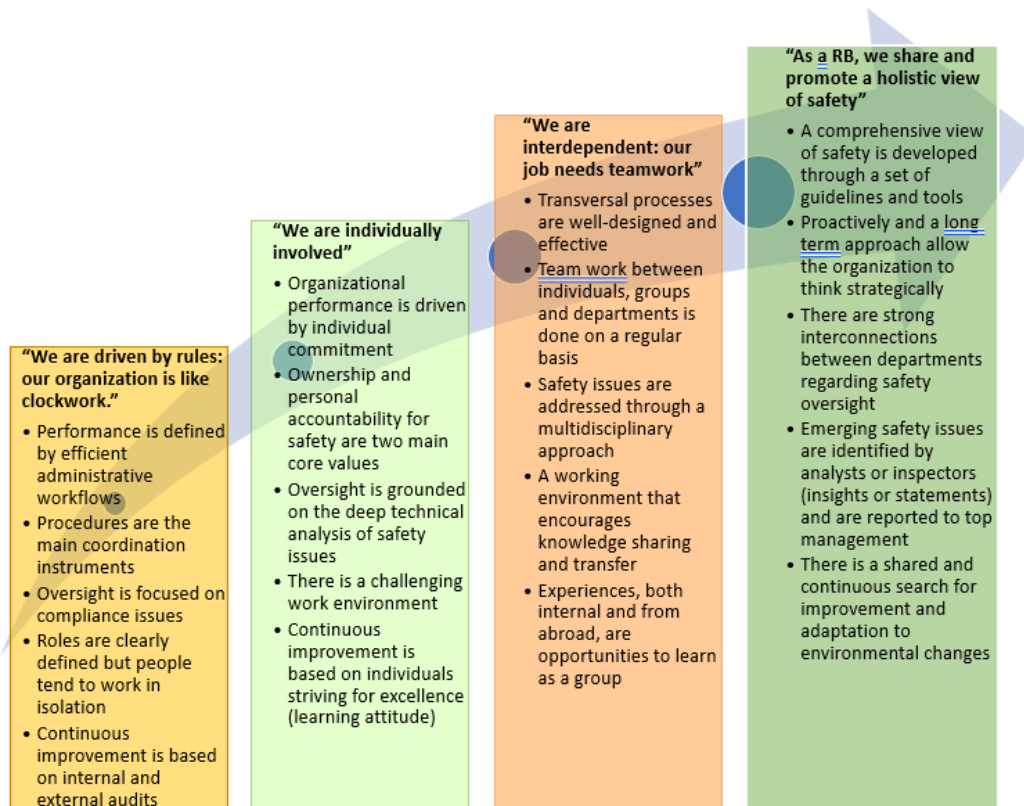 “We are driven by rules:
our organization is like
clockwork.”
• Performance is defined
by efficient
administrative
workflows
• Procedures are the
main coordination
instruments
• Oversight is focused on
compliance issues
• Roles are clearly
defined but people
tend to work in
isolation
• Continuous
improvement is based
on internal and
external audits
“We are individually
involved”
• Organizational
performance is driven
by individual
commitment
• Ownership and
personal
accountability for
safety are two main
core values
• Oversight is grounded
on the deep technical
analysis of safety
issues
• There is a challenging
work environment
• Continuous
improvement is
based on individuals
striving for excellence
(learning attitude)
“We are
interdependent: our
job needs teamwork”
• Transversal processes
are well-designed and
effective
• Team work between
individuals, groups
and departments is
done on a regular
basis
• Safety issues are
addressed through a
multidisciplinary
approach
• A working
environment that
encourages
knowledge sharing
and transfer
• Experiences, both
internal and from
abroad, are
opportunities to learn
as a group
“As a RB, we share and
promote a holistic view
of safety”
• A comprehensive view
of safety is developed
through a set of
guidelines and tools
• Proactively and a long
term approach allow
the organization to
think strategically
• There are strong
interconnections
between departments
regarding safety
oversight
• Emerging safety issues
are identified by
analysts or inspectors
(insights or statements)
and are reported to top
management
• There is a shared and
continuous search for
improvement and
adaptation to
environmental changes